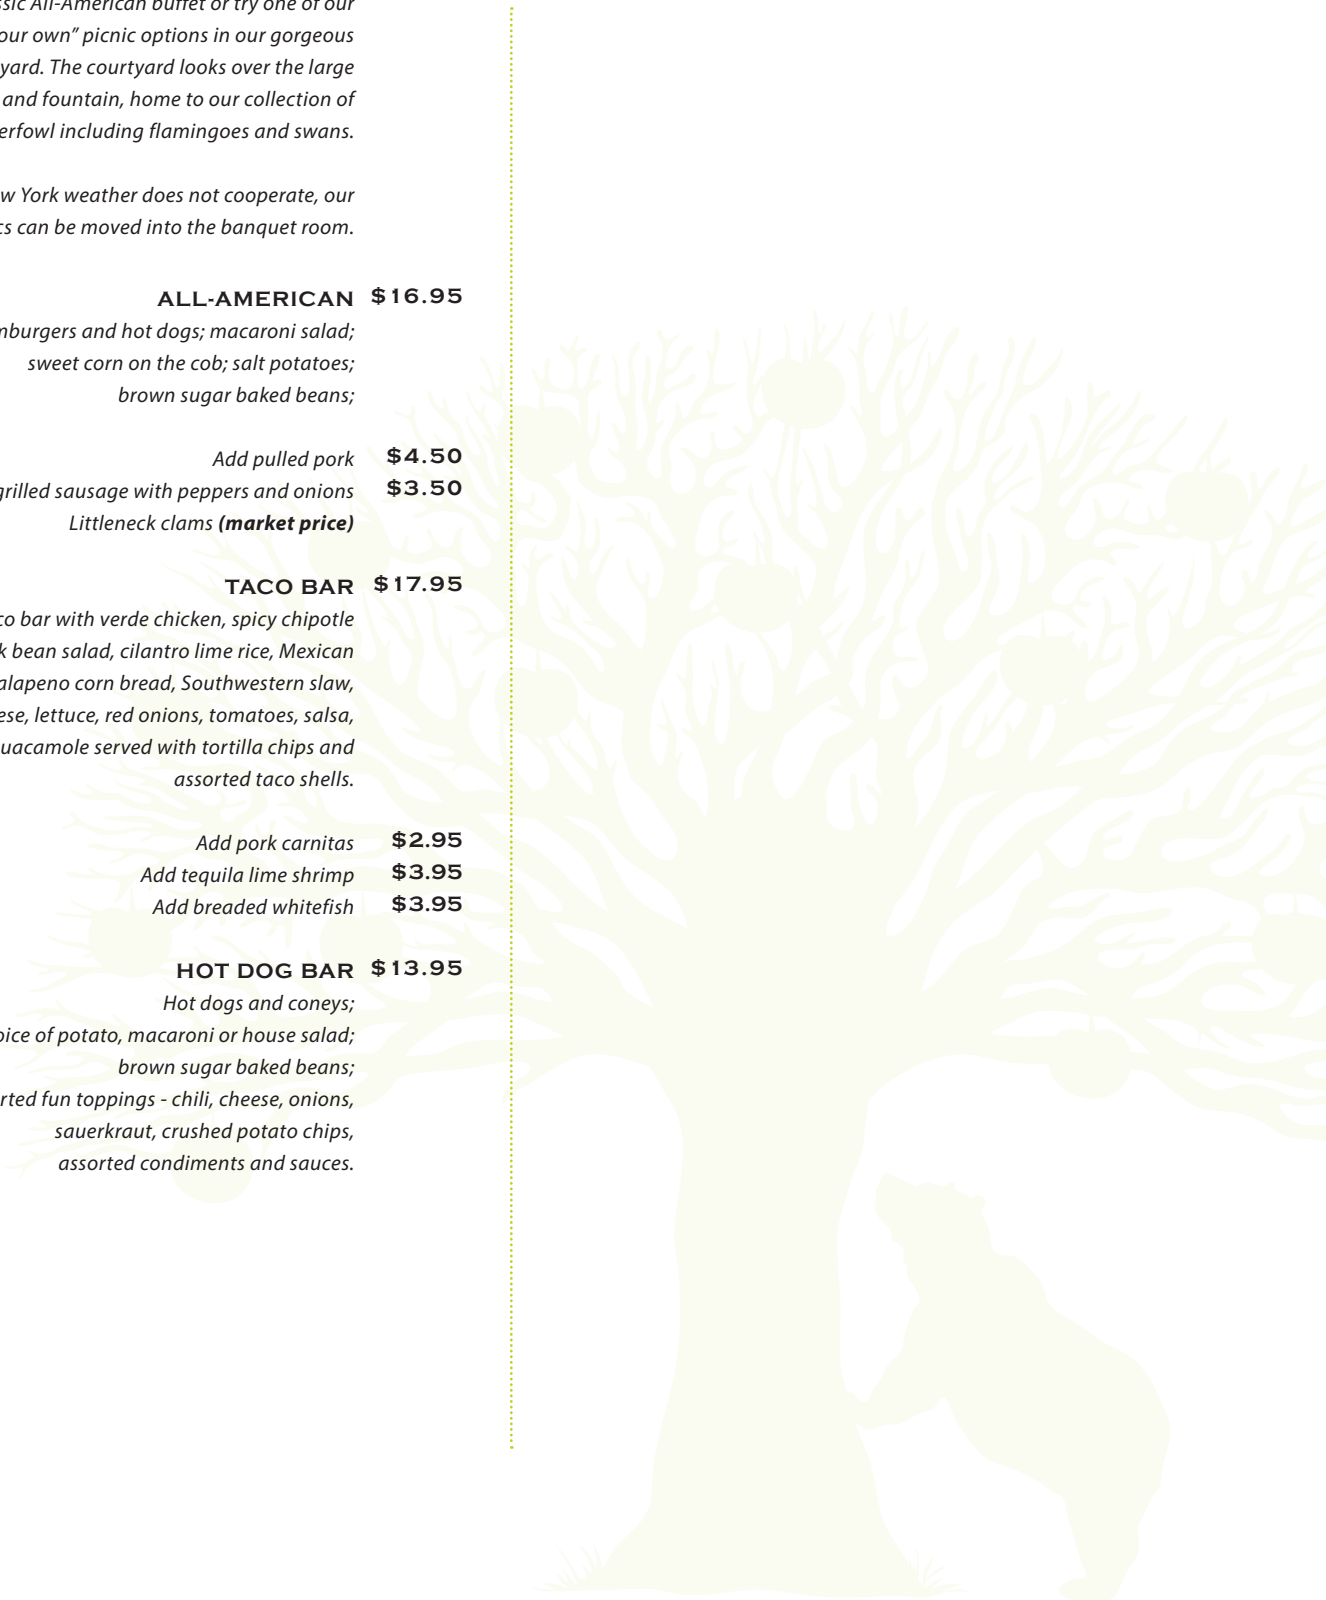 All-American buffet or try one of our
our own” picnic options in our gorgeous
yard. The courtyard looks over the large
and fountain, home to our collection of
erfowl including flamingoes and swans.
w York weather does not cooperate, our
cs can be moved into the banquet room.
ALL-AMERICAN $16.95
mburgers and hot dogs; macaroni salad;
sweet corn on the cob; salt potatoes;
brown sugar baked beans;
Add pulled pork $4.50
grilled sausage with peppers and onions $3.50
Littleneck clams (market price)
TACO BAR $17.95
co bar with verde chicken, spicy chipotle
k bean salad, cilantro lime rice, Mexican
alapeno corn bread, Southwestern slaw,
ese, lettuce, red onions, tomatoes, salsa,
uacamole served with tortilla chips and
assorted taco shells.
Add pork carnitas $2.95
Add tequila lime shrimp $3.95
Add breaded whitefish $3.95
HOT DOG BAR $13.95
Hot dogs and coneys;
oice of potato, macaroni or house salad;
brown sugar baked beans;
rted fun toppings - chili, cheese, onions,
sauerkraut, crushed potato chips,
assorted condiments and sauces.